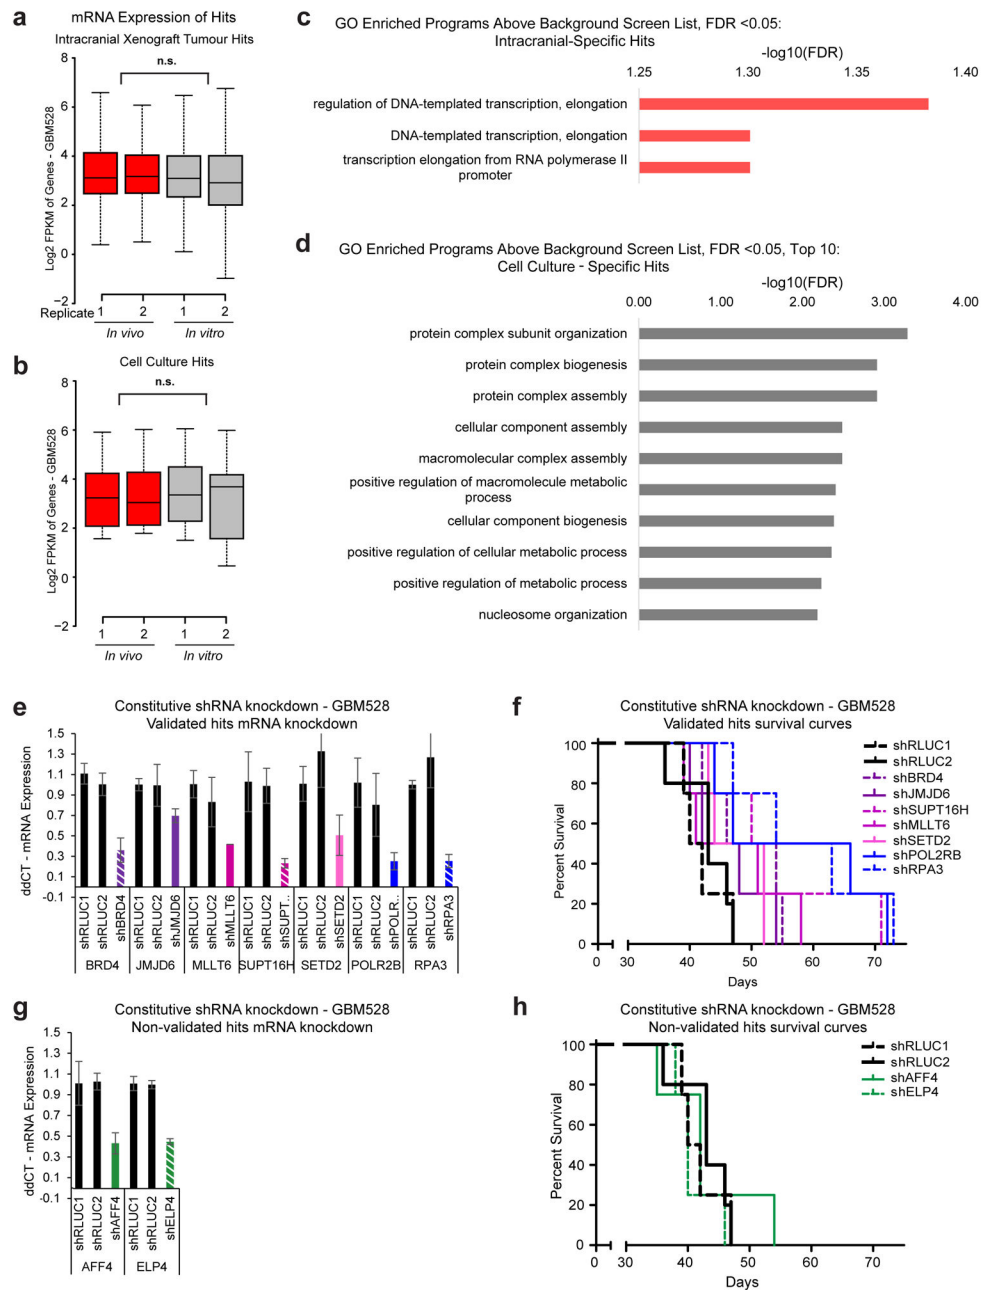 a
mRNA Expression of Hits
Intracranial Xenograft Tumour Hits
n.s.
Log2 FPKM of Genes - GBM528
8
6
4
2
0
−2
Replicate
1 2 1 2
In vivo In vitro
b
Cell Culture Hits
n.s.
Log2 FPKM of Genes - GBM528
8
6
4
2
0
−2
1 2 1 2
In vivo In vitro
c
GO Enriched Programs Above Background Screen List, FDR <0.05:
Intracranial-Specific Hits
-log10(FDR)
1.25 1.30 1.35 1.40
regulation of DNA-templated transcription, elongation
DNA-templated transcription, elongation
transcription elongation from RNA polymerase II
promoter
d
GO Enriched Programs Above Background Screen List, FDR <0.05, Top 10:
Cell Culture - Specific Hits
-log10(FDR)
0.00 1.00 2.00 3.00 4.00
protein complex subunit organization
protein complex biogenesis
protein complex assembly
cellular component assembly
macromolecular complex assembly
positive regulation of macromolecule metabolic
process
cellular component biogenesis
positive regulation of cellular metabolic process
positive regulation of metabolic process
nucleosome organization
e
Constitutive shRNA knockdown - GBM528
Validated hits mRNA knockdown
ddCT - mRNA Expression
1.5
1.3
1.1
0.9
0.7
0.5
0.3
0.1
-0.1
shRLUC1 shRLUC2 shBRD4 shRLUC1 shRLUC2 shJMJD6 shRLUC1 shRLUC2 shMLLT6 shRLUC1 shRLUC2 shSUPT.. shRLUC1 shRLUC2 shSETD2 shRLUC1 shRLUC2 shPOLR.. shRLUC1 shRLUC2 shRPA3
BRD4 JMJD6 MLLT6 SUPT16H SETD2 POLR2B RPA3
f
Constitutive shRNA knockdown - GBM528
Validated hits survival curves
Percent Survival
100
80
60
40
20
0
0 30 40 50 60 70
Days
shRLUC1
shRLUC2
shBRD4
shJMJD6
shSUPT16H
shMLLT6
shSETD2
shPOL2RB
shRPA3
g
Constitutive shRNA knockdown - GBM528
Non-validated hits mRNA knockdown
ddCT - mRNA Expression
1.5
1.3
1.1
0.9
0.7
0.5
0.3
0.1
-0.1
shRLUC1 shRLUC2 shAFF4 shRLUC1 shRLUC2 shELP4
AFF4 ELP4
h
Constitutive shRNA knockdown - GBM528
Non-validated hits survival curves
Percent Survival
100
80
60
40
20
0
0 30 40 50 60 70
Days
shRLUC1
shRLUC2
shAFF4
shELP4